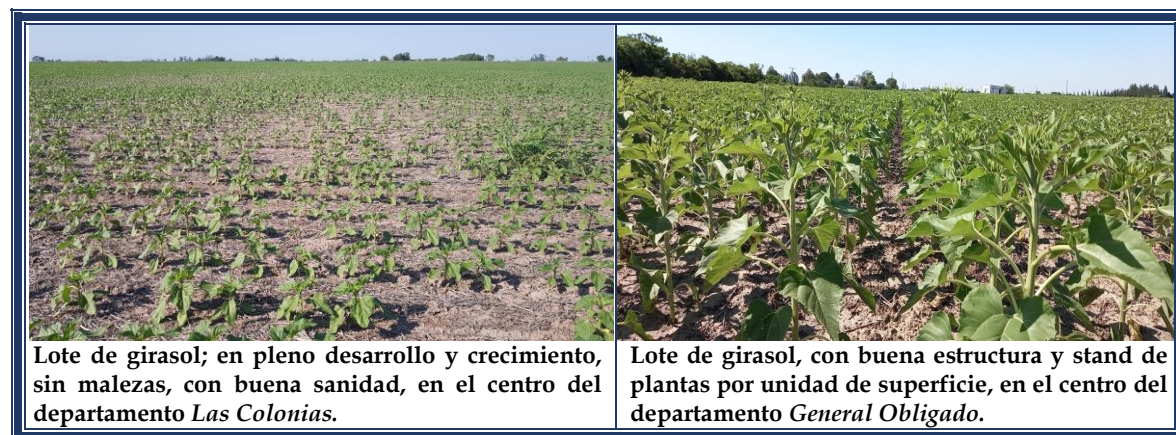 Lote de girasol; en pleno desarrollo y crecimiento,
sin malezas, con buena sanidad, en el centro del
departamento Las Colonias.
Lote de girasol, con buena estructura y stand de
plantas por unidad de superficie, en el centro del
departamento General Obligado.